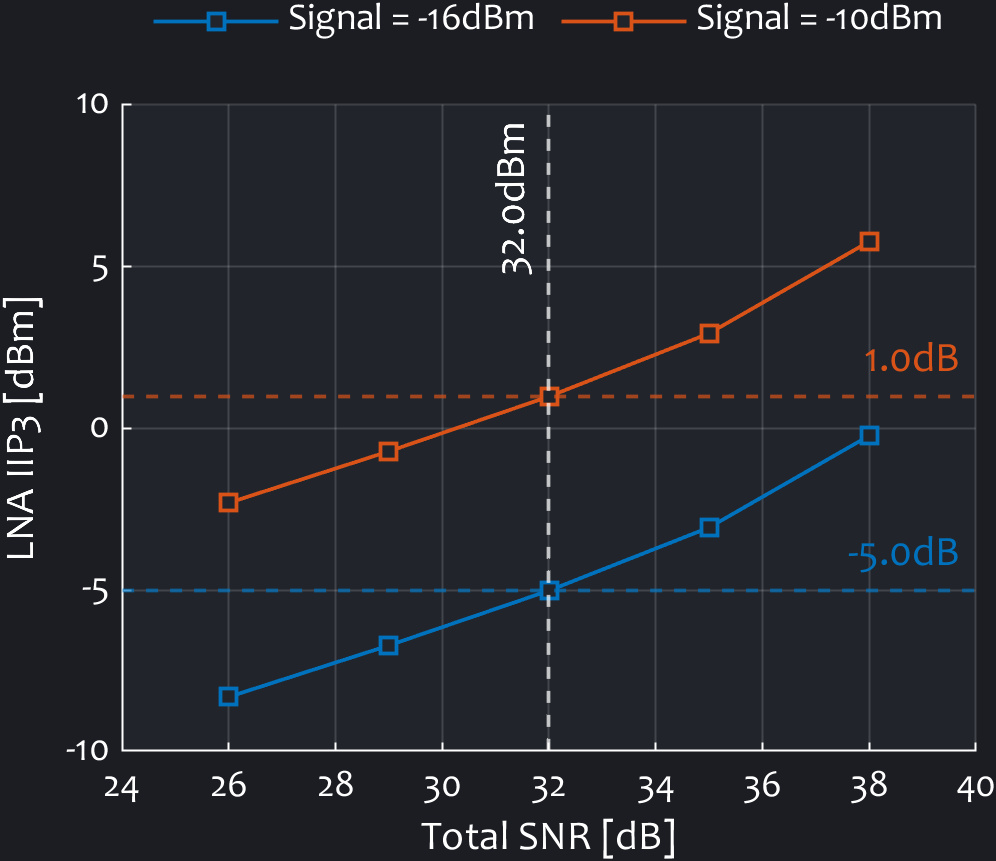 Signal = -16dBm
Signal = -10dBm
10
5
0
-5
-10
LNA IIP3 [dBm]
32.0dBm
1.0dB
-5.0dB
24 26 28 30 32 34 36 38 40
Total SNR [dB]